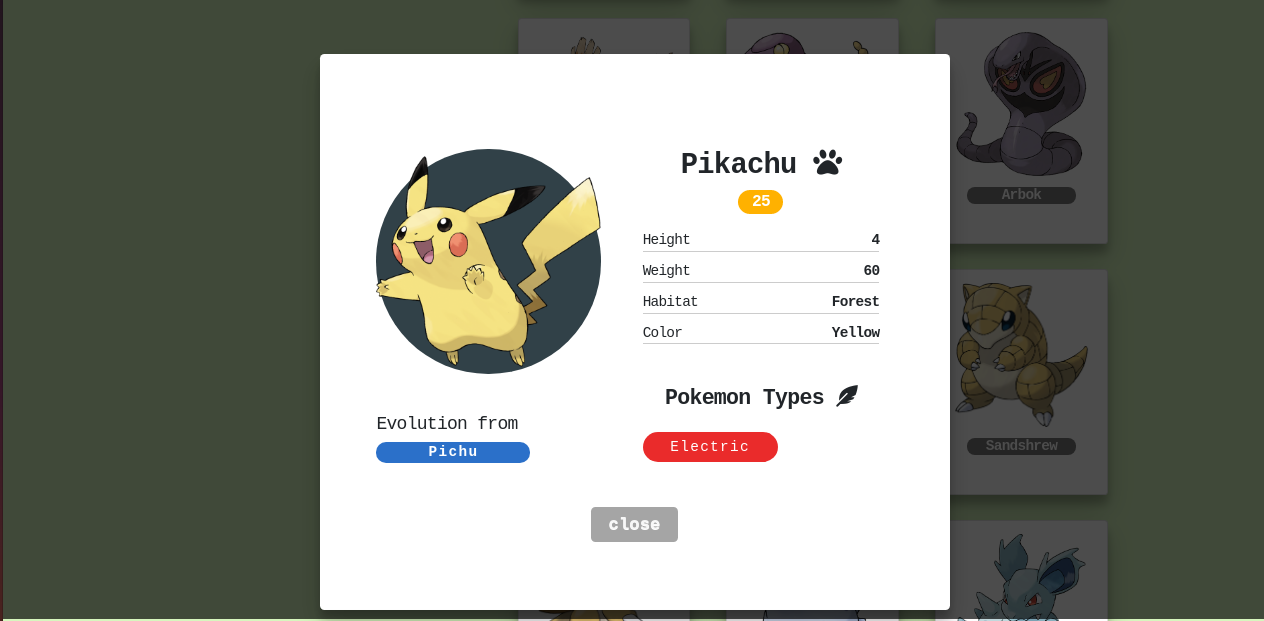 Pikachu
25
Height 4
Weight 60
Habitat Forest
Color Yellow
Pokemon Types
Electric
Evolution from
Pichu
close
Arbok
Sandshrew